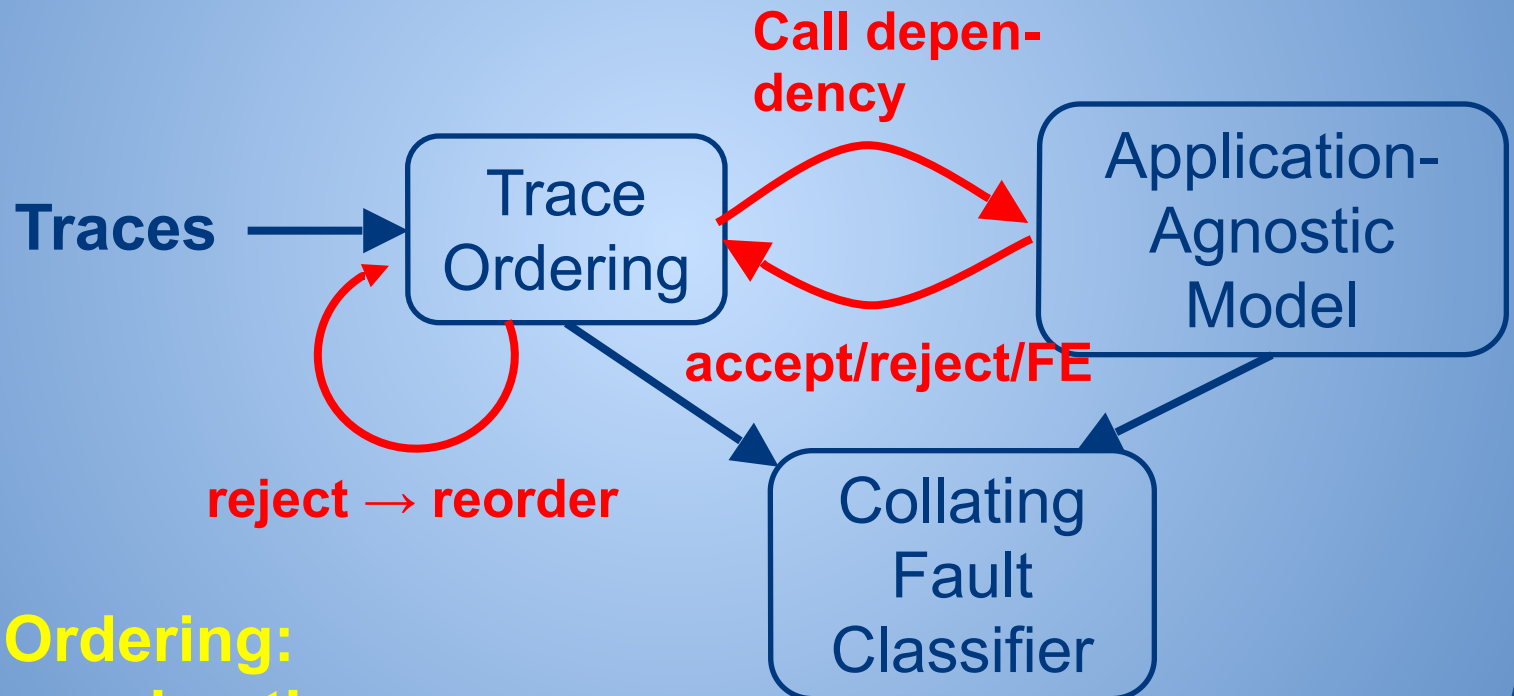 Call depen-
dency
Application-
Agnostic
Model
Trace
Ordering
Traces
accept/reject/FE
reject → reorder
Collating
Fault
Classifier
Ordering: